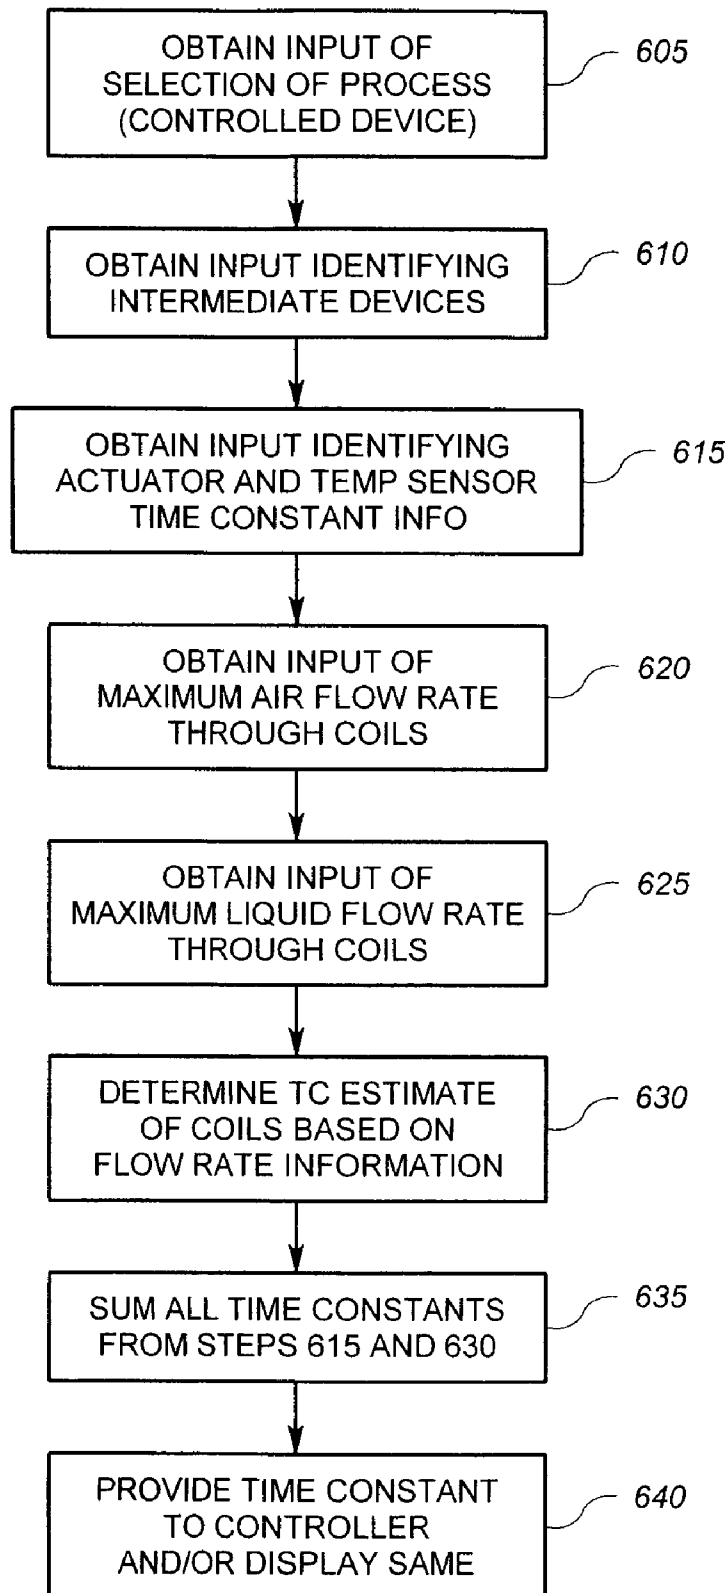 OBTAIN INPUT OF
SELECTION OF PROCESS
(CONTROLLED DEVICE)
605
OBTAIN INPUT IDENTIFYING
INTERMEDIATE DEVICES
610
OBTAIN INPUT IDENTIFYING
ACTUATOR AND TEMP SENSOR
TIME CONSTANT INFO
615
OBTAIN INPUT OF
MAXIMUM AIR FLOW RATE
THROUGH COILS
620
OBTAIN INPUT OF
MAXIMUM LIQUID FLOW RATE
THROUGH COILS
625
DETERMINE TC ESTIMATE
OF COILS BASED ON
FLOW RATE INFORMATION
630
SUM ALL TIME CONSTANTS
FROM STEPS 615 AND 630
635
PROVIDE TIME CONSTANT
TO CONTROLLER
AND/OR DISPLAY SAME
640